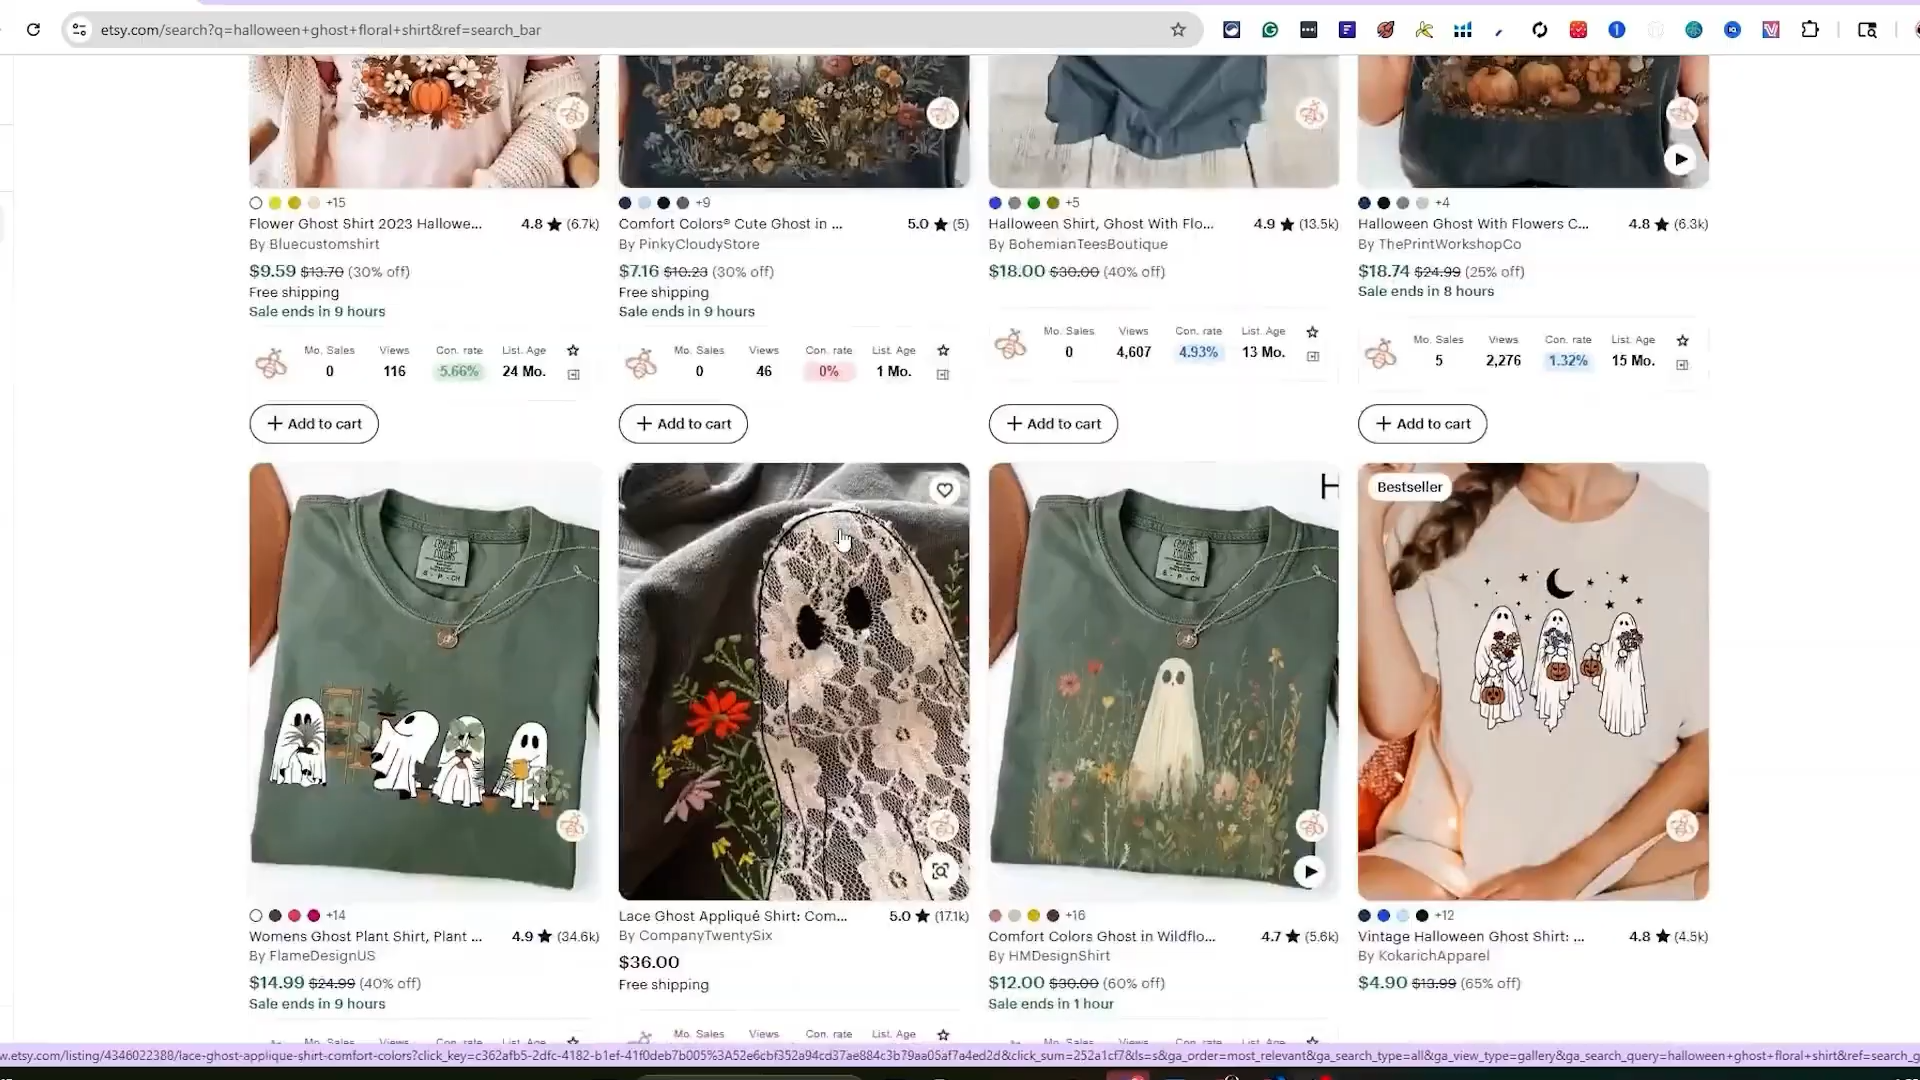 etsy.com/search?q=halloween+ghost+floral+shirt&ref=search_bar
+15
Flower Ghost Shirt 2023 Hallowe... 4.8 ★ (6.7k)
By Bluecustomshirt
$9.59 $13.70 (30% off)
Free shipping
Sale ends in 9 hours
Mo. Sales Views Con. rate List. Age
0 116 5.66% 24 Mo.
+ Add to cart
+9
Comfort Colors® Cute Ghost in ... 5.0 ★ (5)
By PinkyCloudyStore
$7.16 $10.23 (30% off)
Free shipping
Sale ends in 9 hours
Mo. Sales Views Con. rate List. Age
0 46 0% 1 Mo.
+ Add to cart
+5
Halloween Shirt, Ghost With Flo... 4.9 ★ (13.5k)
By BohemianTeesBoutique
$18.00 $30.00 (40% off)
Mo. Sales Views Con. rate List. Age
0 4,607 4.93% 13 Mo.
+ Add to cart
+4
Halloween Ghost With Flowers C... 4.8 ★ (6.3k)
By ThePrintWorkshopCo
$18.74 $24.99 (25% off)
Sale ends in 8 hours
Mo. Sales Views Con. rate List. Age
5 2,276 1.32% 15 Mo.
+ Add to cart
+14
Womens Ghost Plant Shirt, Plant ... 4.9 ★ (34.6k)
By FlameDesignUS
$14.99 $24.99 (40% off)
Sale ends in 9 hours
Lace Ghost Appliqué Shirt: Com... 5.0 ★ (17.1k)
By CompanyTwentySix
$36.00
Free shipping
Mo. Sales Views Con. rate List. Age
H
+16
Comfort Colors Ghost in Wildflo... 4.7 ★ (5.6k)
By HMDesignShirt
$12.00 $30.00 (60% off)
Sale ends in 1 hour
Bestseller
+12
Vintage Halloween Ghost Shirt: ... 4.8 ★ (4.5k)
By KokarichApparel
$4.90 $13.99 (65% off)